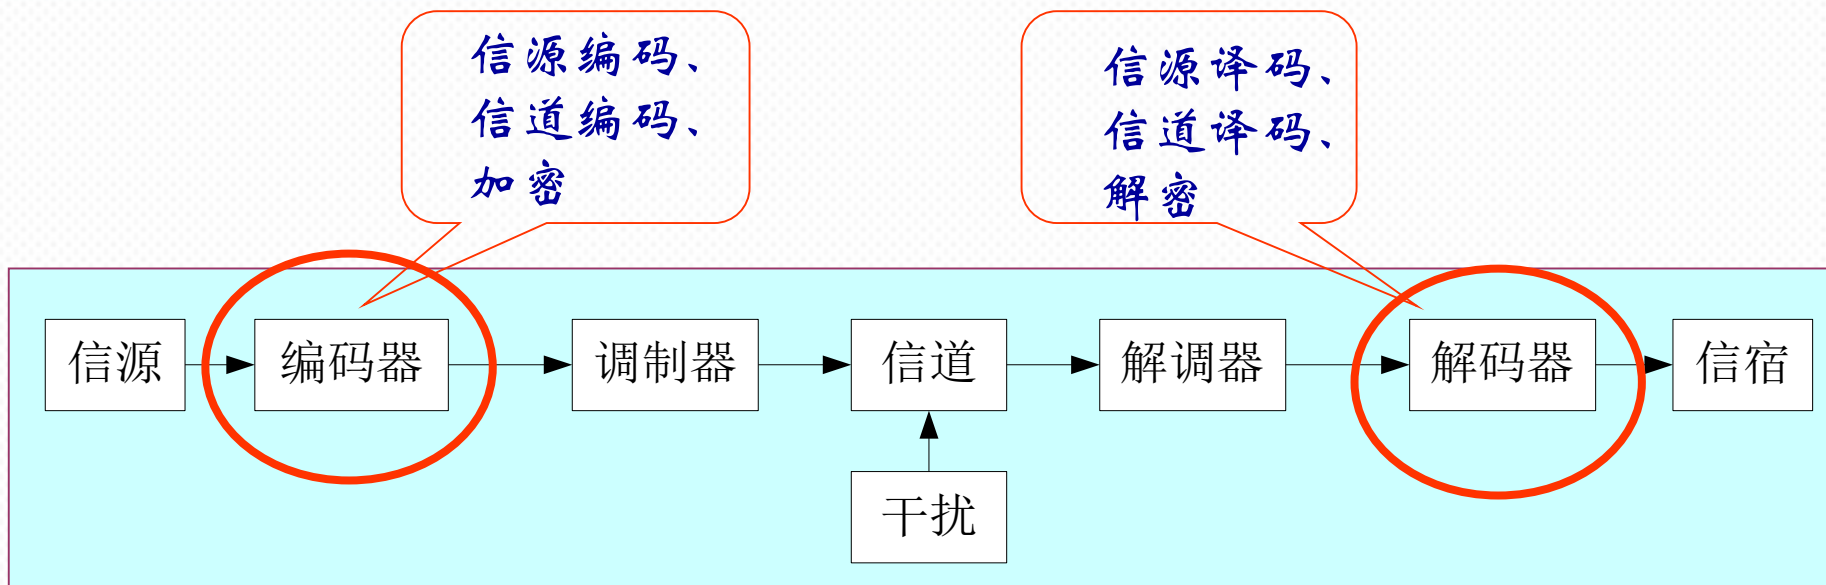 信源编码、
信道编码、
加密
信源译码、
信道译码、
解密
信源
编码器
调制器
信道
解调器
解码器
信宿
干扰